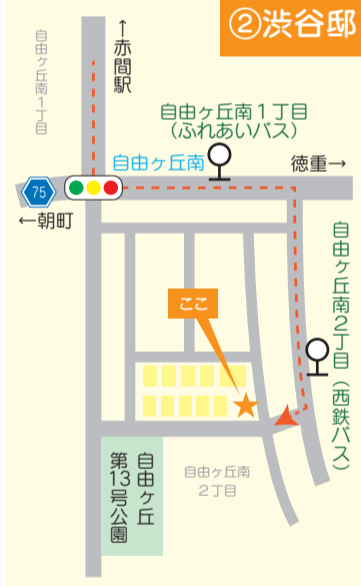 ②渋谷邸
↑赤間駅
自由ヶ丘南1丁目
自由ヶ丘南1丁目
(ふれあいバス)
自由ヶ丘南
徳重→
75
←朝町
自由ヶ丘南2丁目(西鉄バス)
ここ
自由ヶ丘
第13号公園
自由ヶ丘南
2丁目